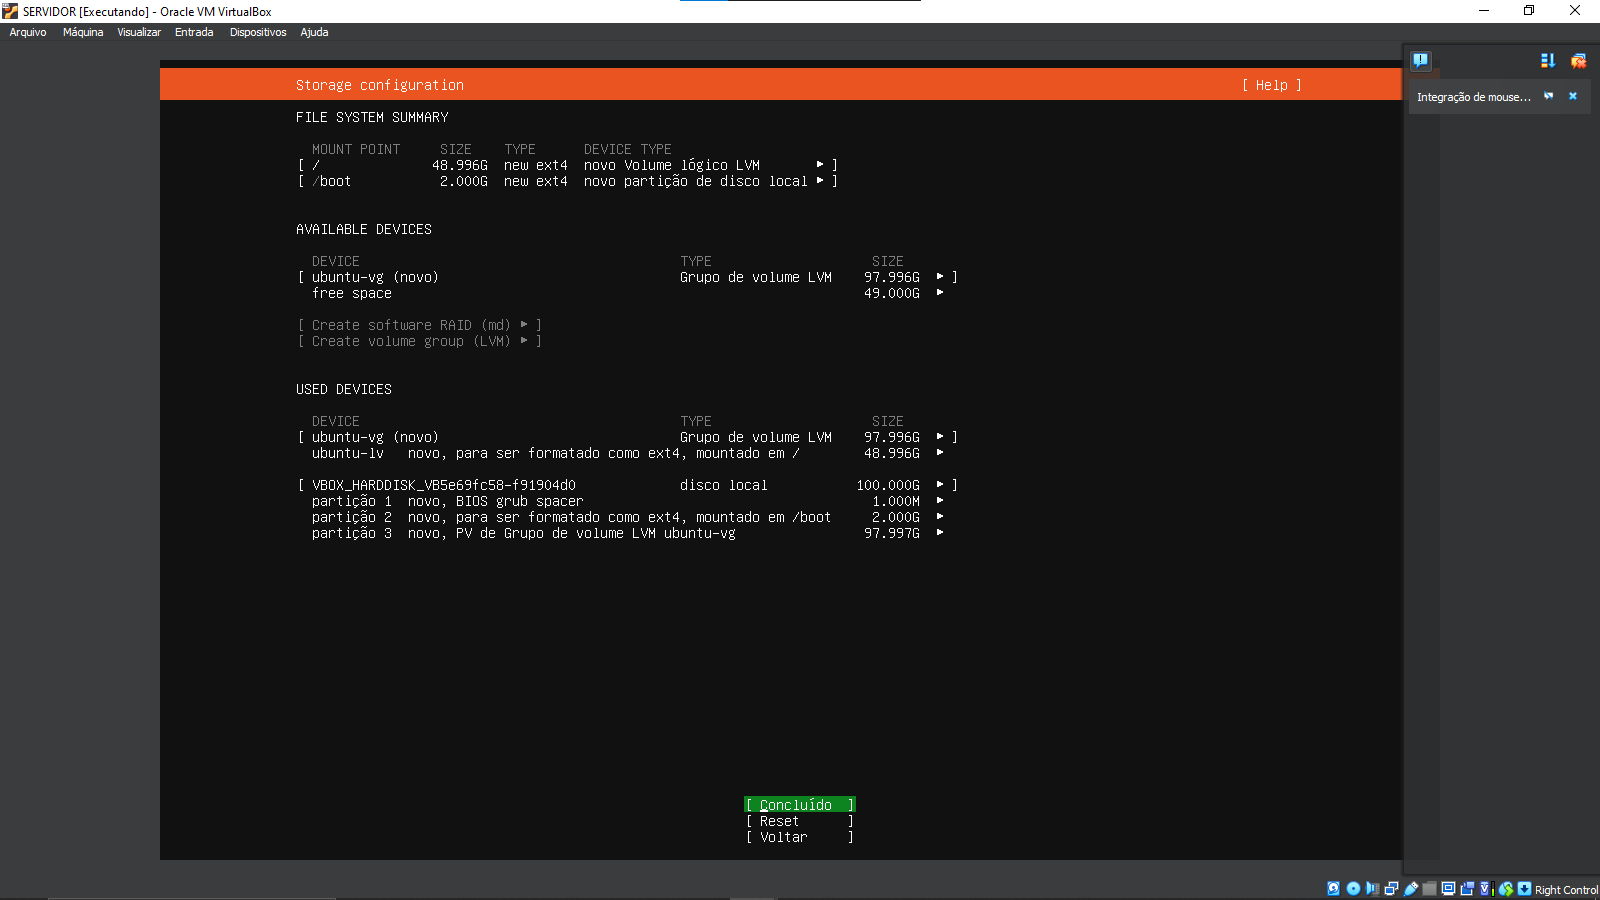 SERVIDOR [Executando] - Oracle VM VirtualBox
Arquivo Máquina Visualizar Entrada Dispositivos Ajuda
Storage configuration [ Help ]
Integração de mouse...
FILE SYSTEM SUMMARY
MOUNT POINT SIZE TYPE DEVICE TYPE
[ / 48.996G new ext4 novo Volume lógico LVM ▸ ]
[ /boot 2.000G new ext4 novo partição de disco local ▸ ]
AVAILABLE DEVICES
DEVICE TYPE SIZE
[ ubuntu-vg (novo) Grupo de volume LVM 97.996G ▸ ]
free space 49.000G ▸
[ Create software RAID (md) ▸ ]
[ Create volume group (LVM) ▸ ]
USED DEVICES
DEVICE TYPE SIZE
[ ubuntu-vg (novo) Grupo de volume LVM 97.996G ▸ ]
ubuntu-lv novo, para ser formatado como ext4, mountado em / 48.996G ▸
[ VBOX_HARDDISK_VB5e69fc58-f91904d0 disco local 100.000G ▸ ]
partição 1 novo, BIOS grub spacer 1.000M ▸
partição 2 novo, para ser formatado como ext4, mountado em /boot 2.000G ▸
partição 3 novo, PV de Grupo de volume LVM ubuntu-vg 97.997G ▸
[ Concluído ]
[ Reset ]
[ Voltar ]
Right Control